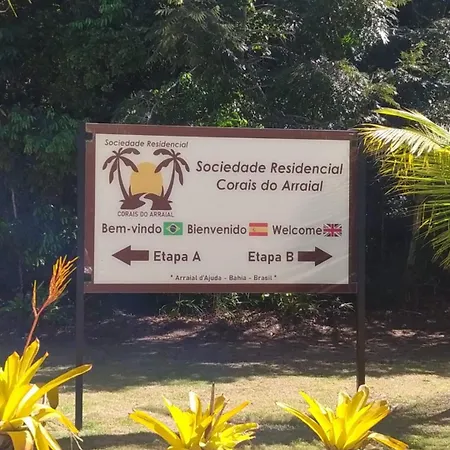 Sociedade Residencial
CORAIS DO ARRAIAL
Sociedade Residencial
Corais do Arraial
Bem-vindo Bienvenido Welcome
Etapa A Etapa B
* Arraial d'Ajuda - Bahia - Brasil *